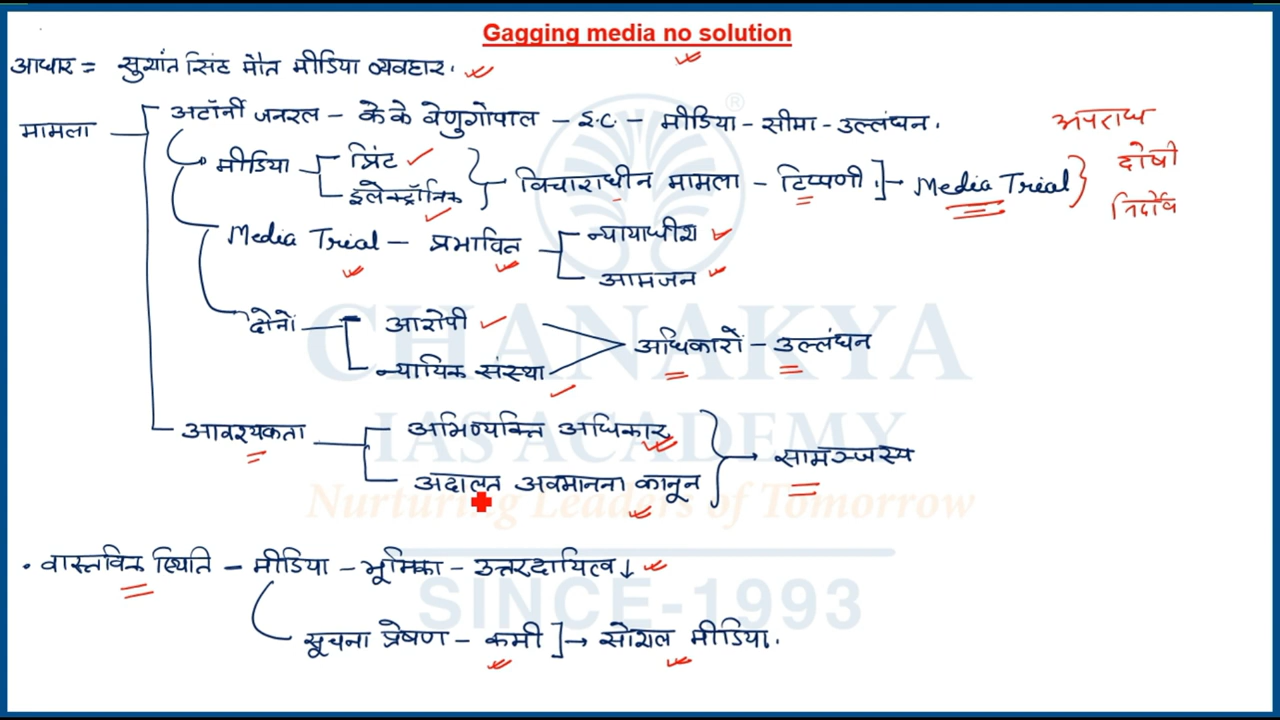 Gagging media no solution
आधार = सुशांत सिंह मौत मीडिया व्यवहार.
मामला
अटॉर्नी जनरल - के के वेणुगोपाल - S.C. - मीडिया - सीमा - उल्लंघन.
मीडिया
प्रिंट
इलेक्ट्रॉनिक
विचाराधीन मामला - टिप्पणी → Media Trial
अपराध
दोषी
निर्दोष
Media Trial - प्रभावित
न्यायाधीश
आमजन
दोनों
आरोपी
न्यायिक संस्था
अधिकारों - उल्लंघन
आवश्यकता
अभिव्यक्ति अधिकार
अदालत अवमानना कानून
→ सामञ्जस्य
. वास्तविक स्थिति - मीडिया - भूमिका - उत्तरदायित्व ↓
सूचना प्रेषण - कमी ] → सोशल मीडिया.
CHANAKYA
IAS ACADEMY
Nurturing Leaders of Tomorrow
SINCE-1993